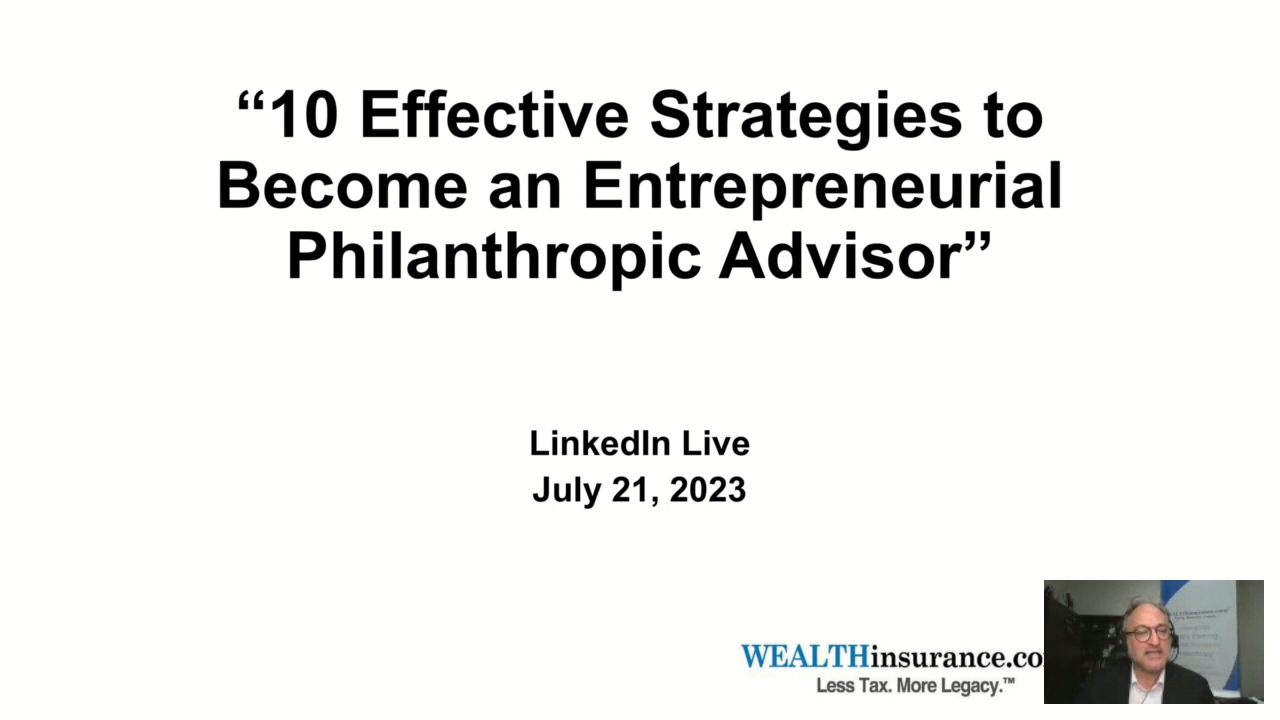 “10 Effective Strategies to
Become an Entrepreneurial
Philanthropic Advisor”
LinkedIn Live
July 21, 2023
WEALTHinsurance.co
Less Tax. More Legacy.™